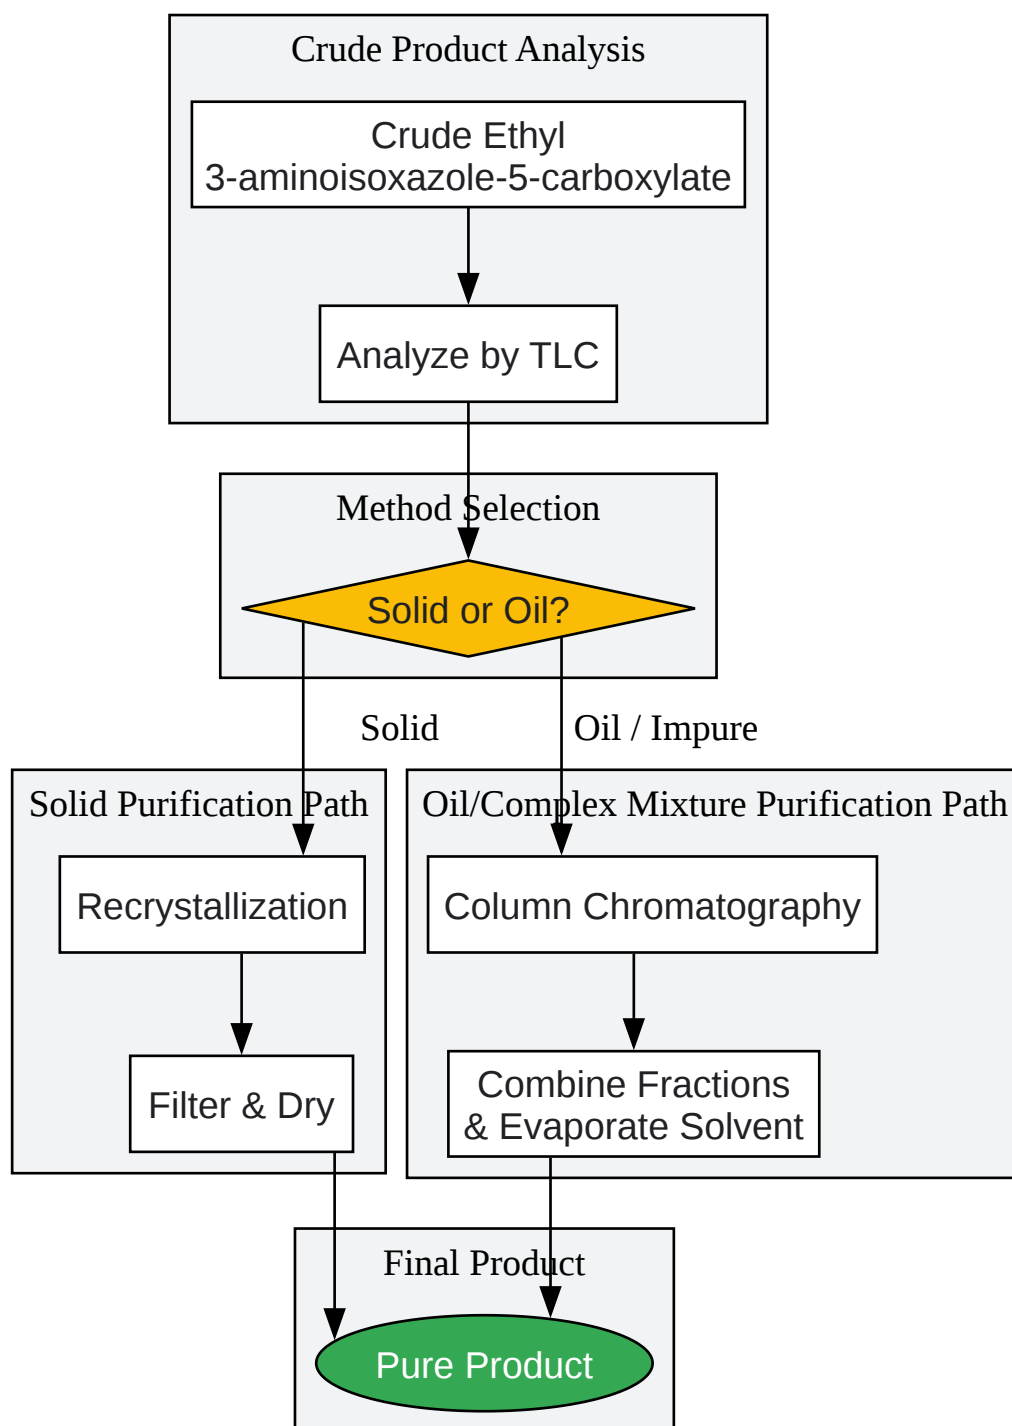 Crude Product Analysis
Crude Ethyl
3-aminoisoxazole-5-carboxylate
Analyze by TLC
Method Selection
Solid or Oil?
Solid
Oil / Impure
Solid Purification Path
Recrystallization
Filter & Dry
Oil/Complex Mixture Purification Path
Column Chromatography
Combine Fractions
& Evaporate Solvent
Final Product
Pure Product